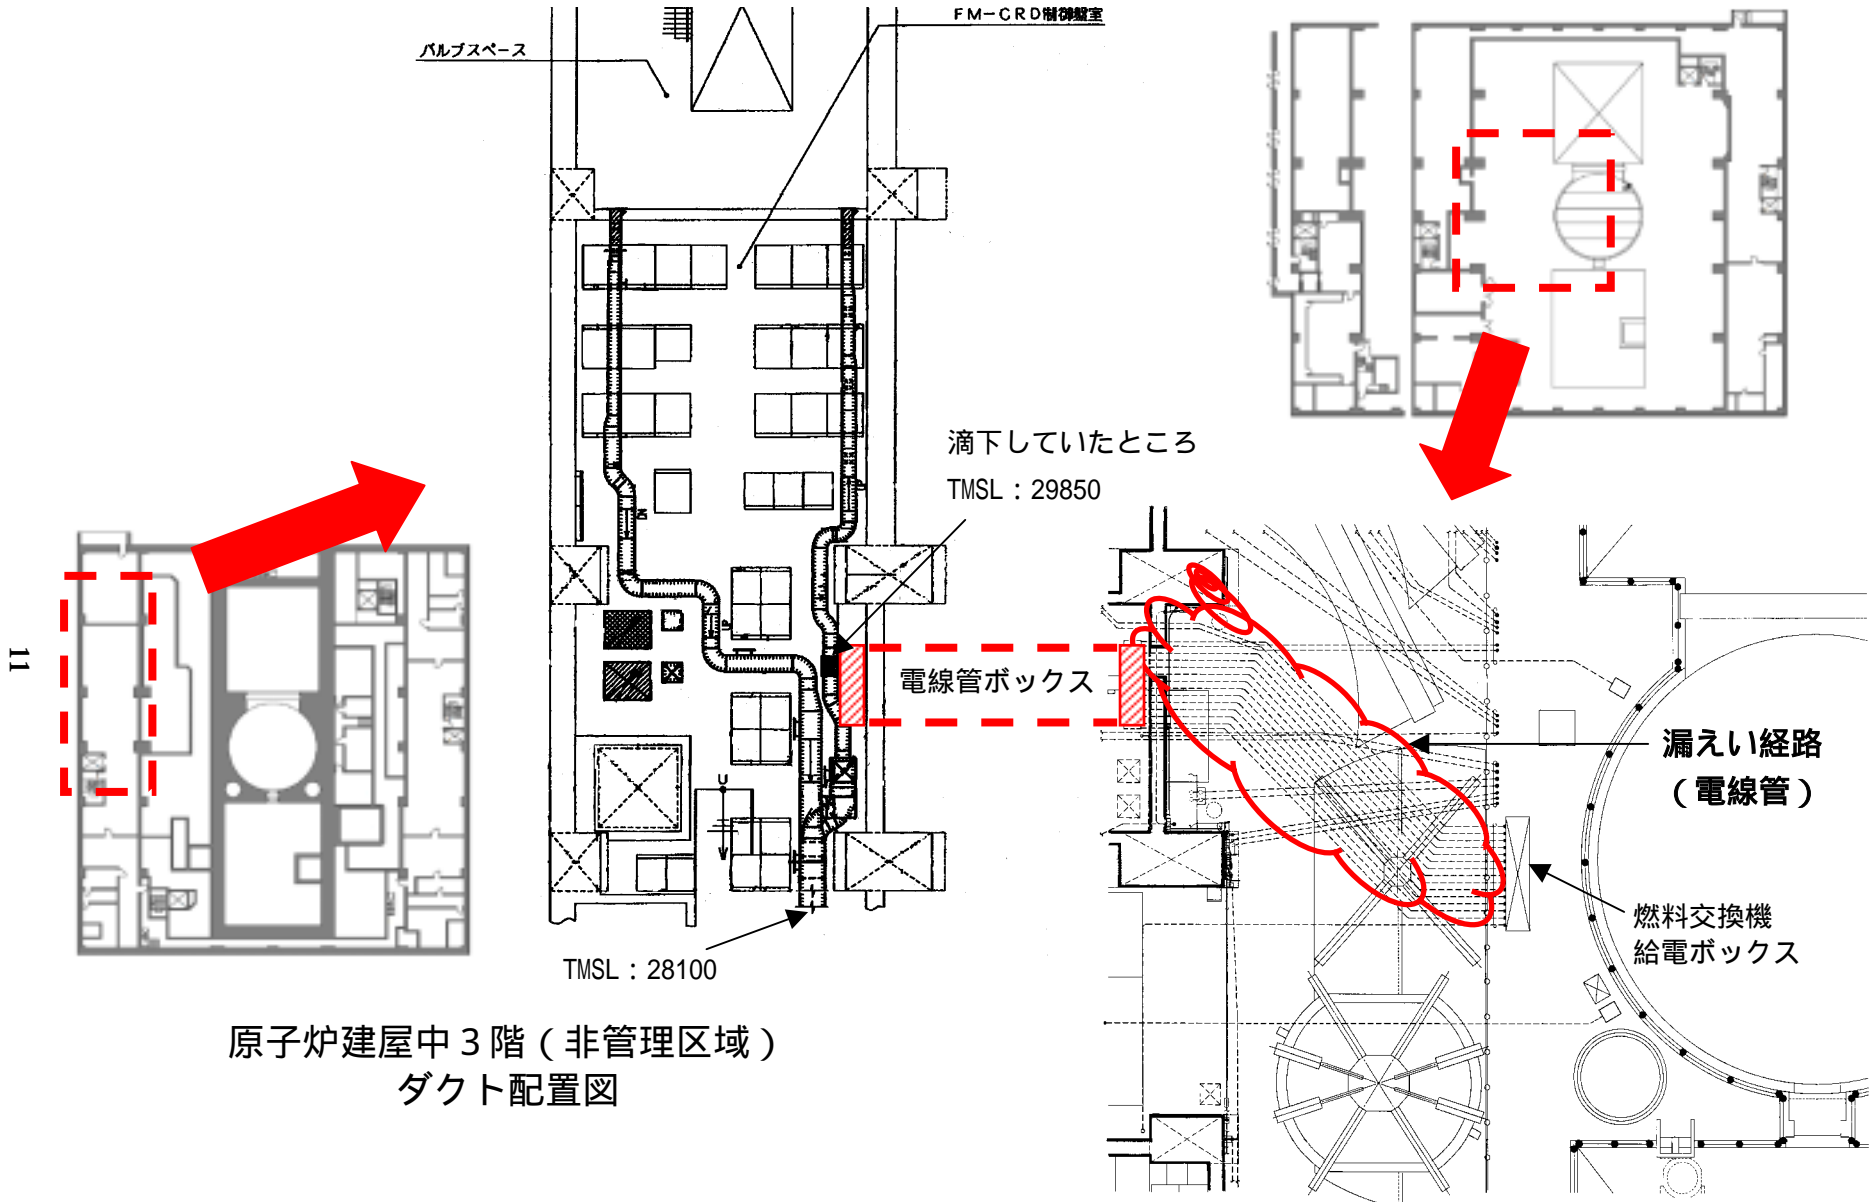 バルブスペース
FM-CRD制御盤室
滴下していたところ
TMSL：29850
電線管ボックス
漏えい経路
（電線管）
燃料交換機
給電ボックス
UP
DN
U
TMSL：28100
原子炉建屋中３階（非管理区域）
ダクト配置図
11